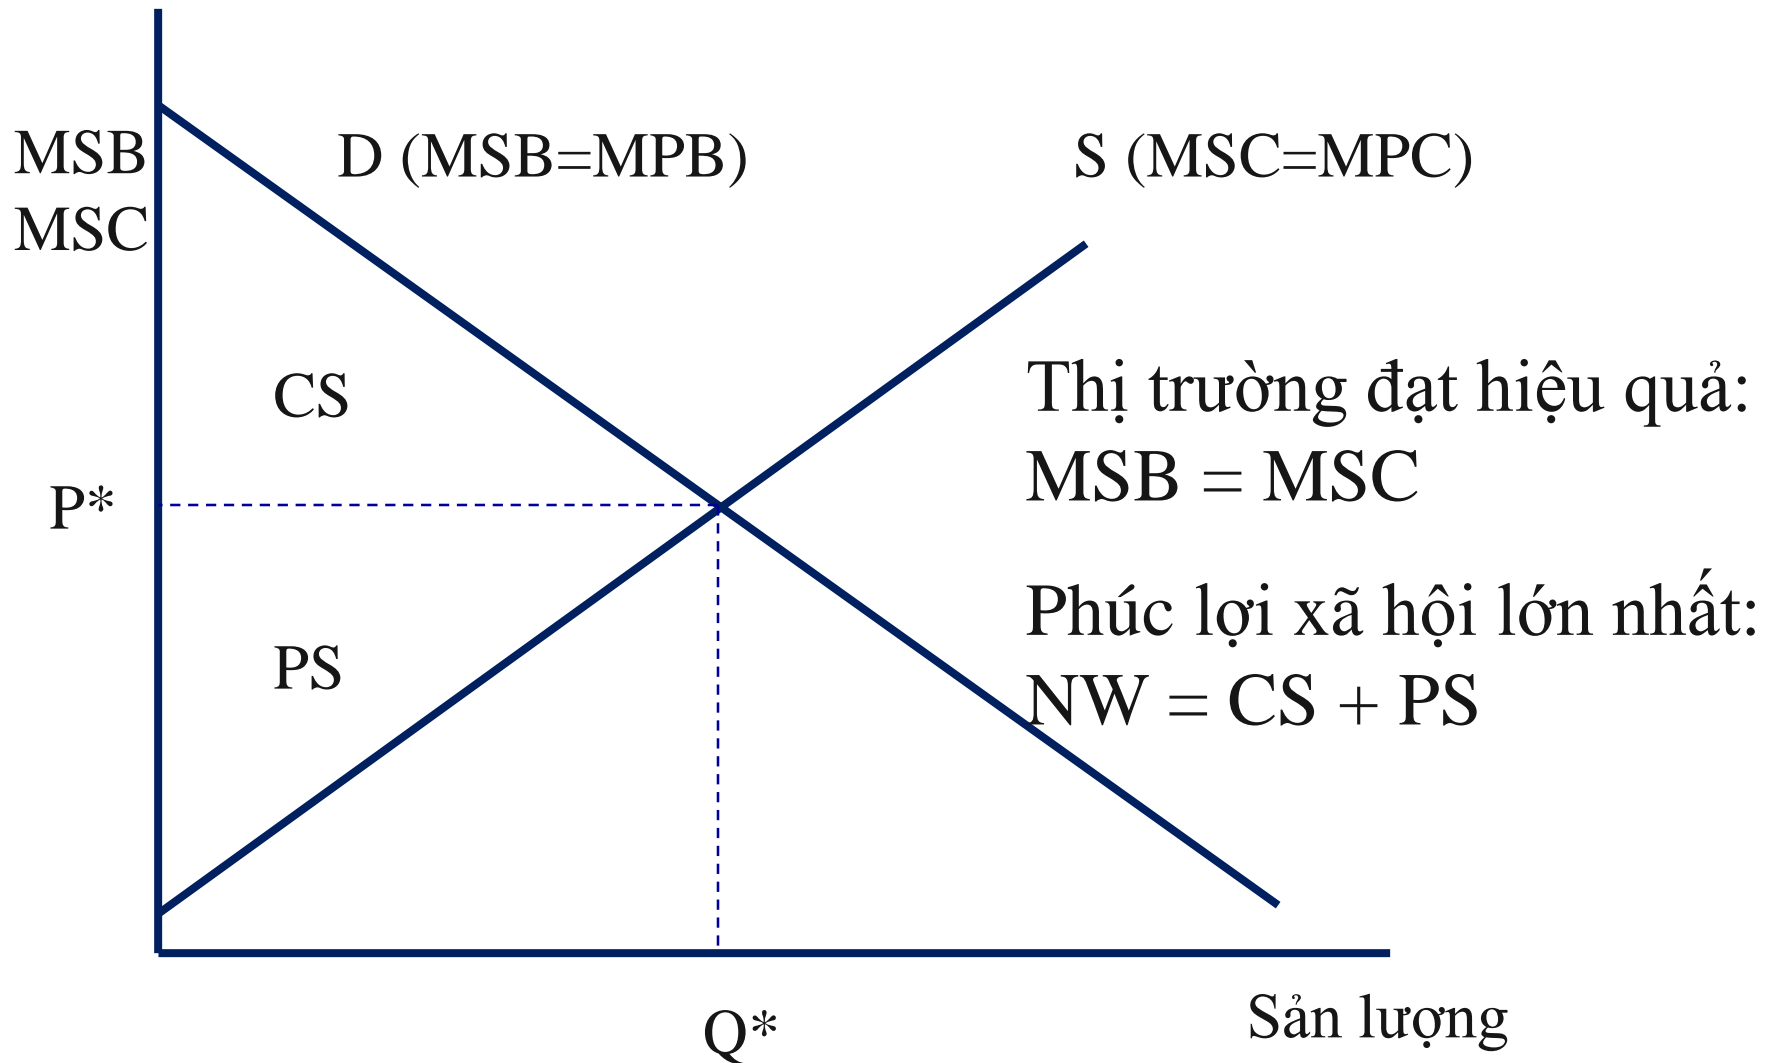 MSB
MSC
D (MSB=MPB)
S (MSC=MPC)
CS
Thị trường đạt hiệu quả:
MSB = MSC
P*
Phúc lợi xã hội lớn nhất:
NW = CS + PS
PS
Q*
Sản lượng